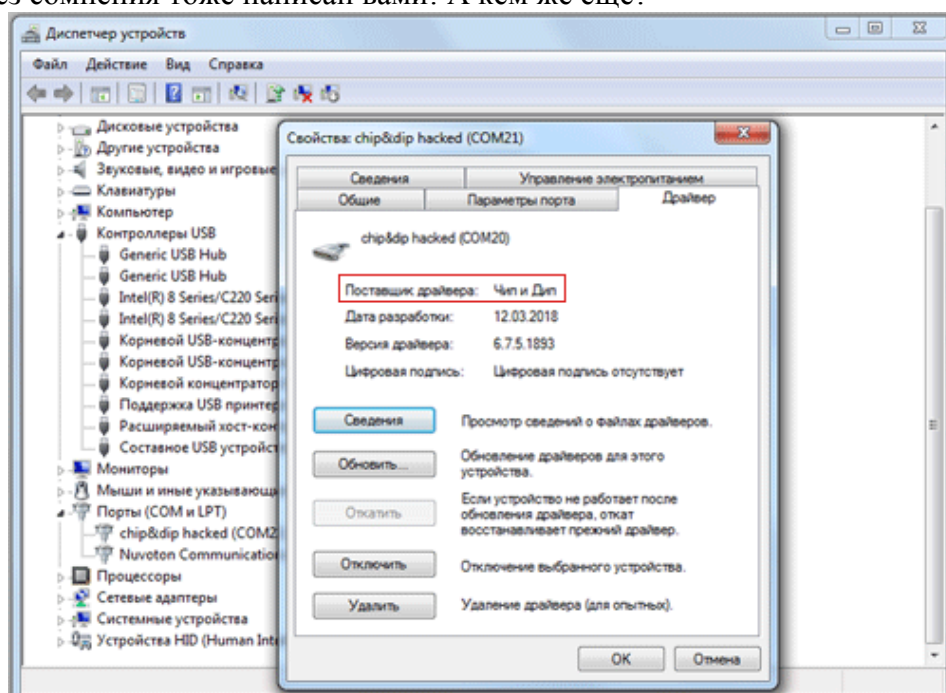 ез сомнения тоже написан вами? А кем же еще?
Диспетчер устройств
Файл Действие Вид Справка
Дисковые устройства
Другие устройства
Звуковые, видео и игровые
Клавиатуры
Компьютер
Контроллеры USB
Generic USB Hub
Generic USB Hub
Intel(R) 8 Series/C220 Seri
Intel(R) 8 Series/C220 Seri
Корневой USB-концентр
Корневой USB-концентр
Корневой концентратор
Поддержка USB принтер
Расширяемый хост-кон
Составное USB устройст
Мониторы
Мыши и иные указывающи
Порты (COM и LPT)
chip&dip hacked (COM2
Nuvoton Communication
Процессоры
Сетевые адаптеры
Системные устройства
Устройства HID (Human Inte
Свойства: chip&dip hacked (COM21)
Сведения Управление электропитанием
Общие Параметры порта Драйвер
chip&dip hacked (COM20)
Поставщик драйвера: Чип и Дип
Дата разработки: 12.03.2018
Версия драйвера: 6.7.5.1893
Цифровая подпись: Цифровая подпись отсутствует
Сведения Просмотр сведений о файлах драйверов.
Обновить... Обновление драйверов для этого
устройства.
Откатить Если устройство не работает после
обновления драйвера, откат
восстанавливает прежний драйвер.
Отключить Отключение выбранного устройства.
Удалить Удаление драйвера (для опытных).
OK Отмена